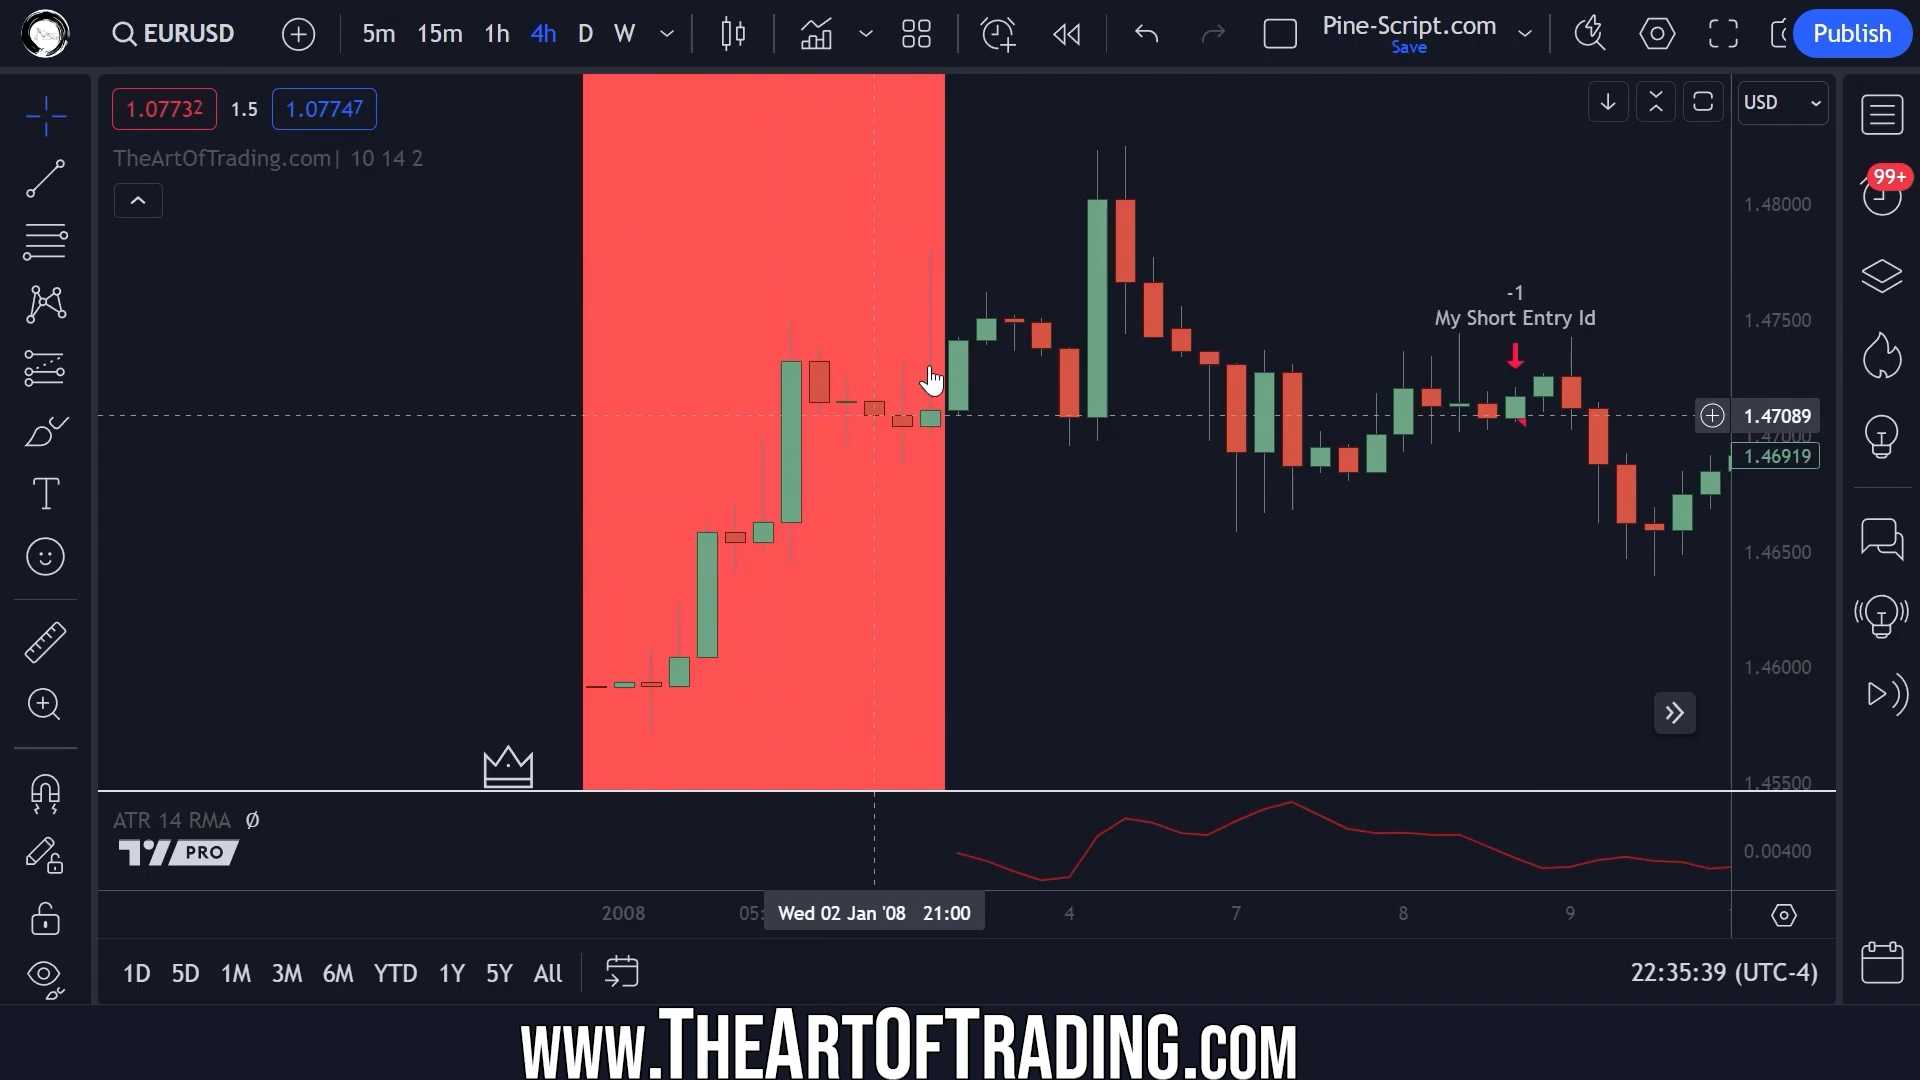 EURUSD
5m 15m 1h 4h D W
Pine-Script.com
Save
Publish
1.07732 1.5 1.07747
USD
TheArtOfTrading.com| 10 14 2
99+
1.48000
-1
My Short Entry Id
1.47500
1.47089
1.47000
1.46919
1.46500
1.46000
1.45500
ATR 14 RMA Ø
PRO
0.00400
2008 05: Wed 02 Jan '08 21:00 4 7 8 9
1D 5D 1M 3M 6M YTD 1Y 5Y All
22:35:39 (UTC-4)
www.TheArtOfTrading.com